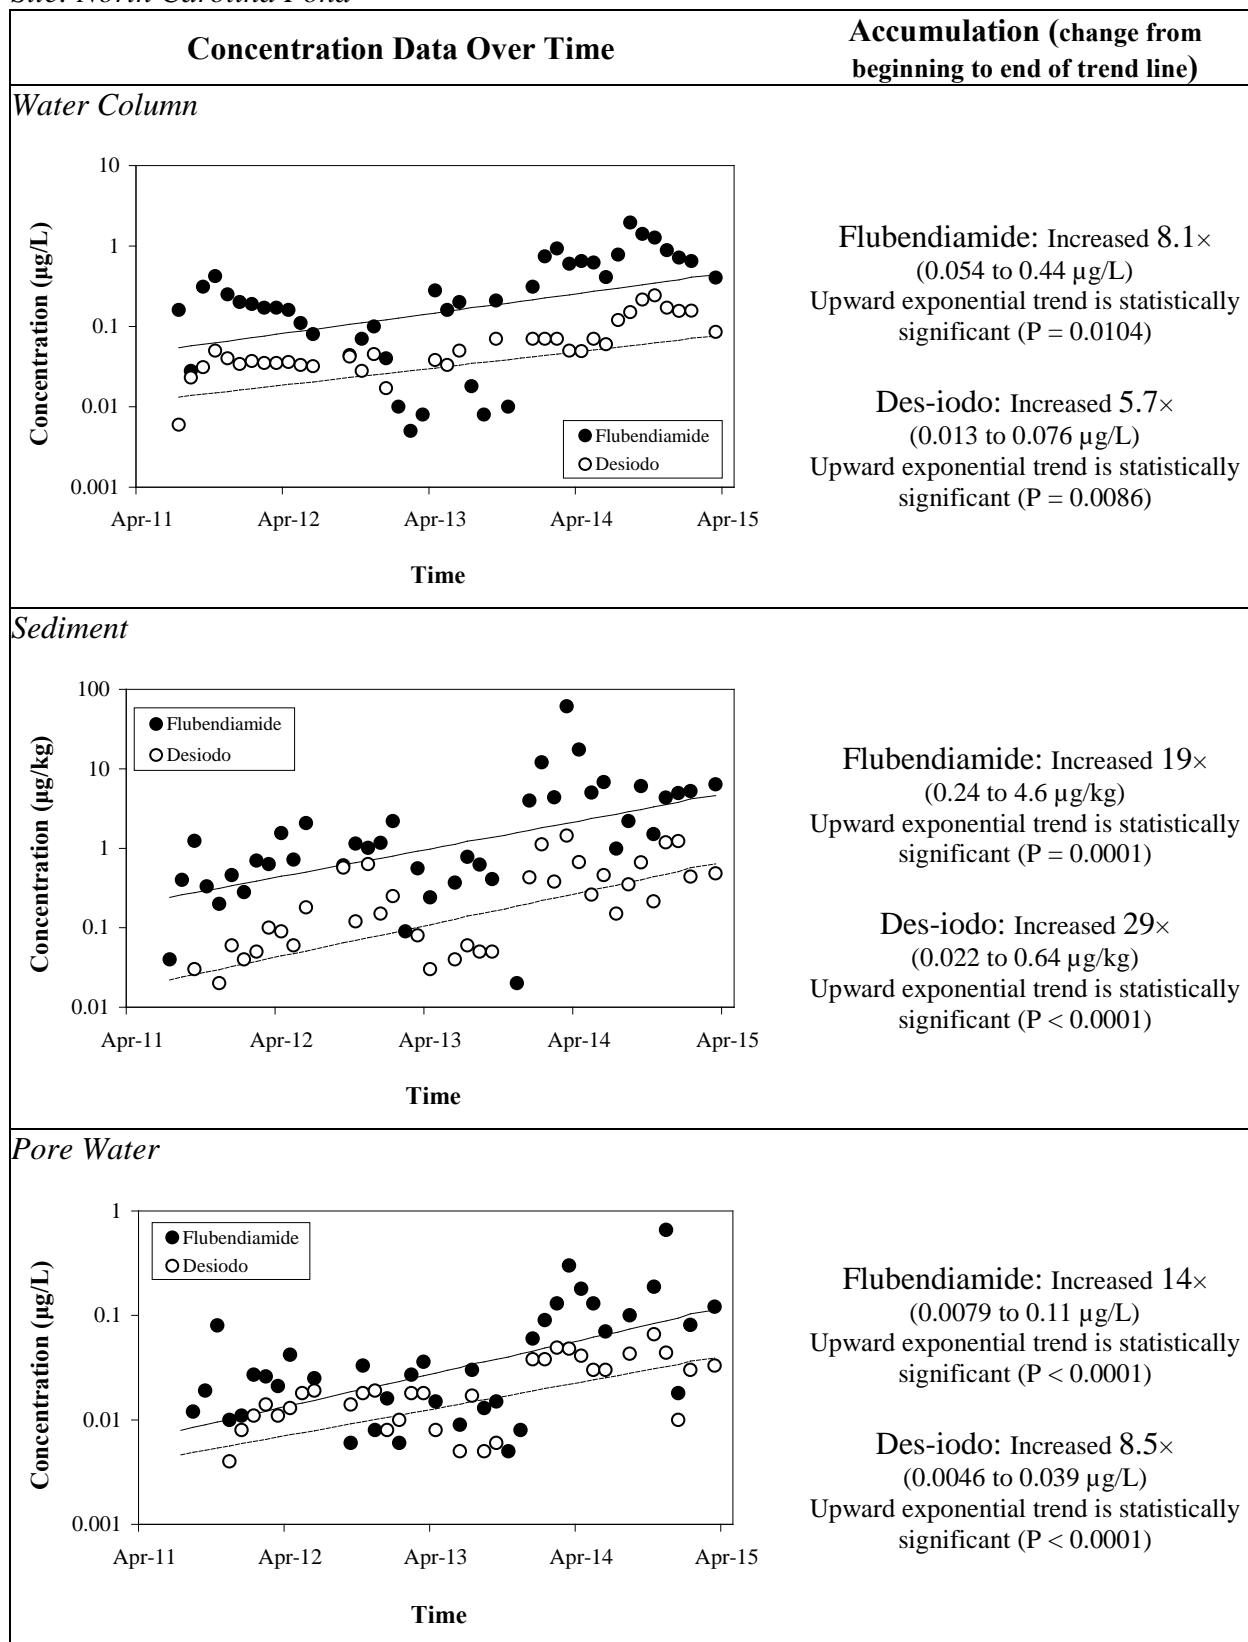 Site: North Carolina Pond
Concentration Data Over Time
Accumulation (change from
beginning to end of trend line)
Water Column
Concentration (µg/L)
10
1
0.1
0.01
0.001
Flubendiamide
Desiodo
Apr-11
Apr-12
Apr-13
Apr-14
Apr-15
Time
Flubendiamide: Increased 8.1×
(0.054 to 0.44 µg/L)
Upward exponential trend is statistically
significant (P = 0.0104)
Des-iodo: Increased 5.7×
(0.013 to 0.076 µg/L)
Upward exponential trend is statistically
significant (P = 0.0086)
Sediment
Concentration (µg/kg)
100
10
1
0.1
0.01
Flubendiamide
Desiodo
Apr-11
Apr-12
Apr-13
Apr-14
Apr-15
Time
Flubendiamide: Increased 19×
(0.24 to 4.6 µg/kg)
Upward exponential trend is statistically
significant (P = 0.0001)
Des-iodo: Increased 29×
(0.022 to 0.64 µg/kg)
Upward exponential trend is statistically
significant (P < 0.0001)
Pore Water
Concentration (µg/L)
1
0.1
0.01
0.001
Flubendiamide
Desiodo
Apr-11
Apr-12
Apr-13
Apr-14
Apr-15
Time
Flubendiamide: Increased 14×
(0.0079 to 0.11 µg/L)
Upward exponential trend is statistically
significant (P < 0.0001)
Des-iodo: Increased 8.5×
(0.0046 to 0.039 µg/L)
Upward exponential trend is statistically
significant (P < 0.0001)